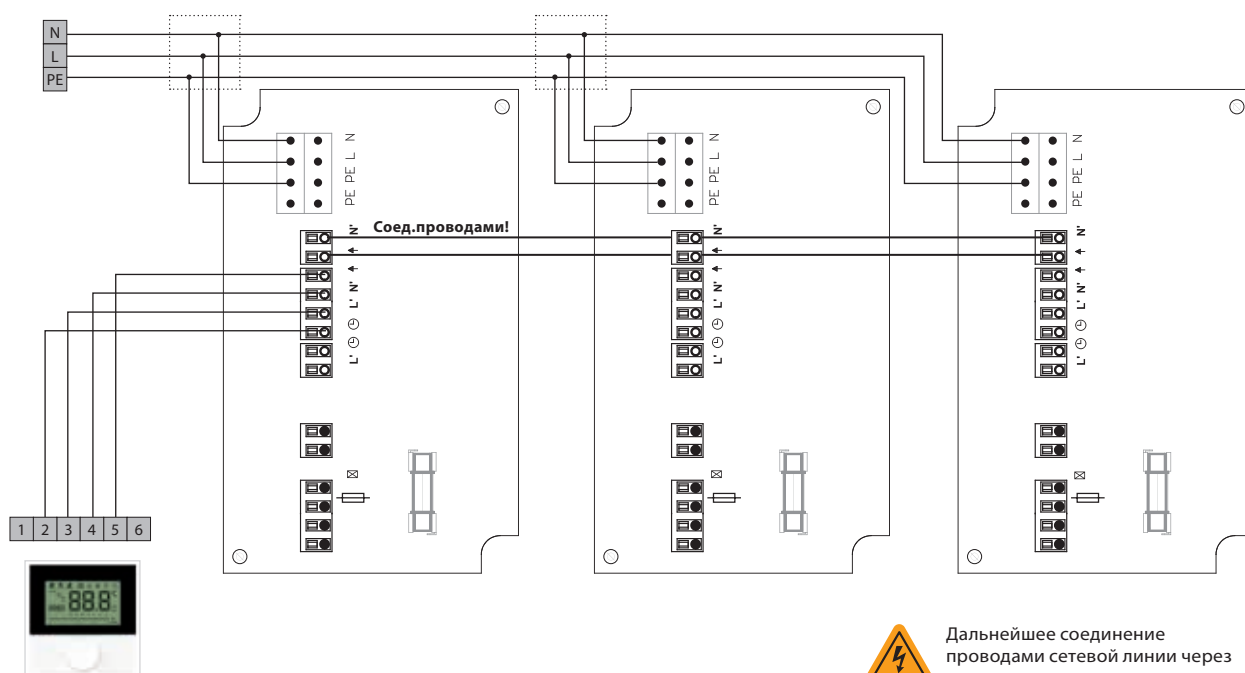 N
L
PE
PE PE L N
PE PE L N
PE PE L N
Соед.проводами!
N'
N'
N'
L' N'
L' N'
L' N'
L'
L'
L'
1 2 3 4 5 6
88.8
Дальнейшее соединение
проводами сетевой линии через